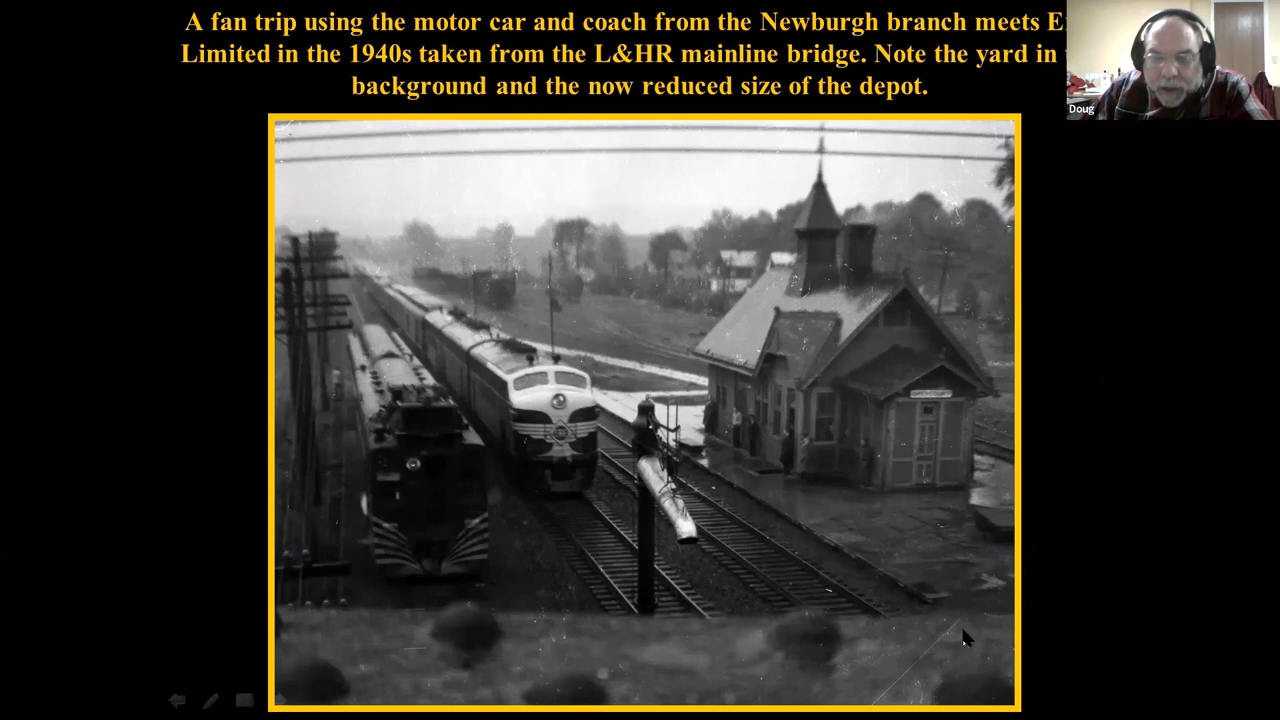 A fan trip using the motor car and coach from the Newburgh branch meets
Limited in the 1940s taken from the L&HR mainline bridge. Note the yard in
background and the now reduced size of the depot.
Doug